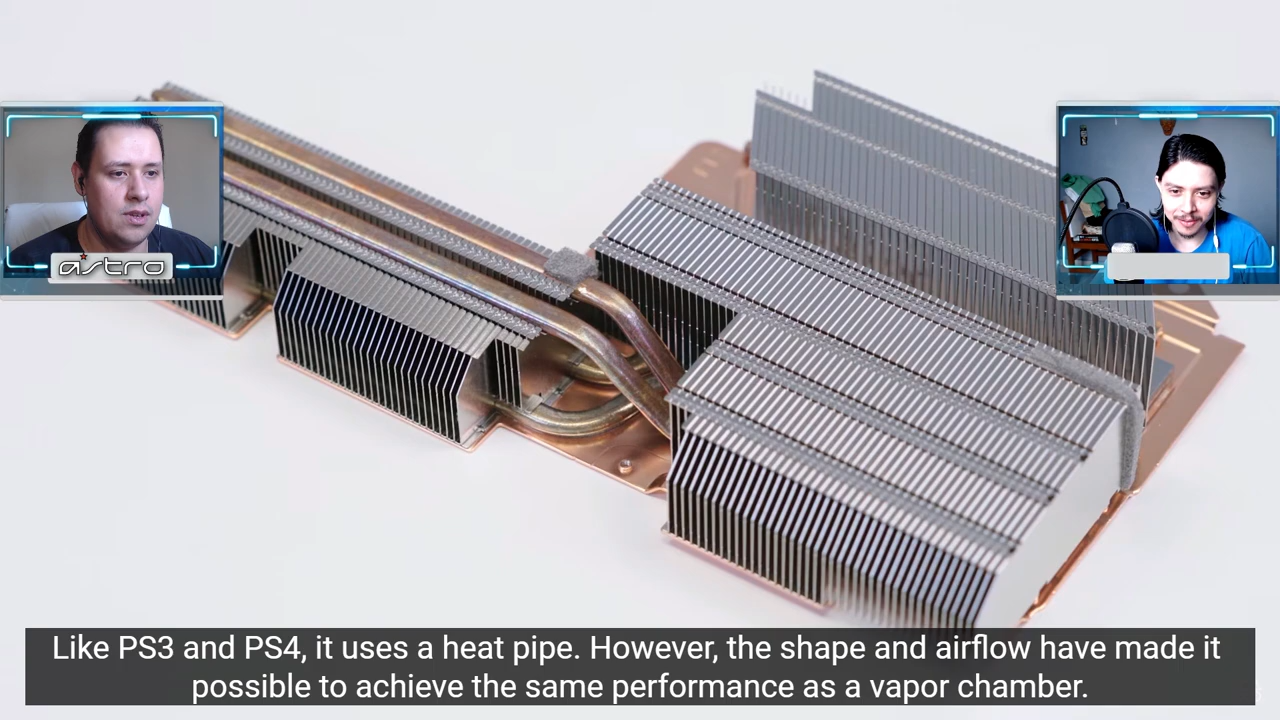 astro
Like PS3 and PS4, it uses a heat pipe. However, the shape and airflow have made it
possible to achieve the same performance as a vapor chamber.